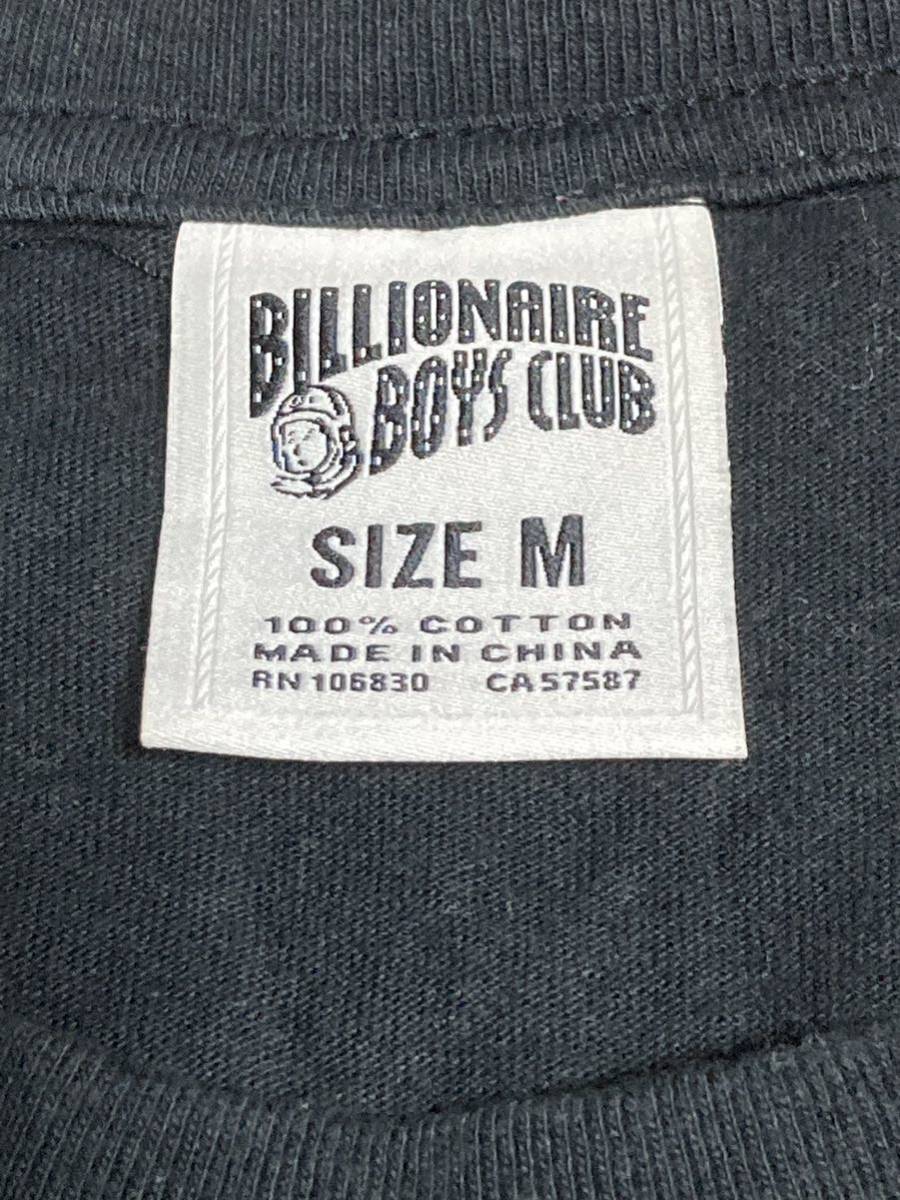 BILLIONAIRE
BOYS CLUB
SIZE M
100% COTTON
MADE IN CHINA
RN 106830 CA 57587